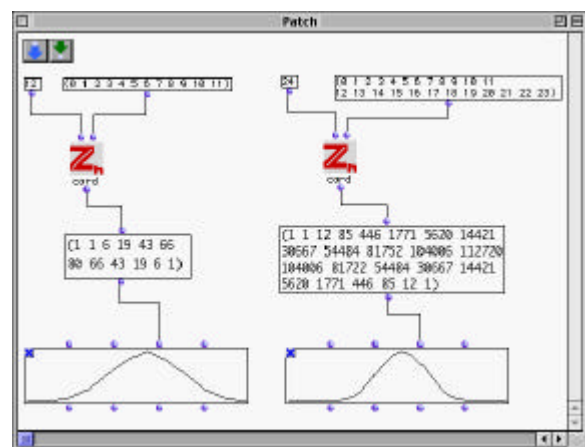 Patch
12
(0 1 2 3 4 5 6 7 8 9 10 11)
24
(0 1 2 3 4 5 6 7 8 9 10 11
12 13 14 15 16 17 18 19 20 21 22 23)
Zn
card
Zn
card
(1 1 6 19 43 66
80 66 43 19 6 1)
(1 1 12 85 446 1771 5620 14421
30667 54484 81752 104006 112720
104006 81722 54484 30667 14421
5620 1771 446 85 12 1)